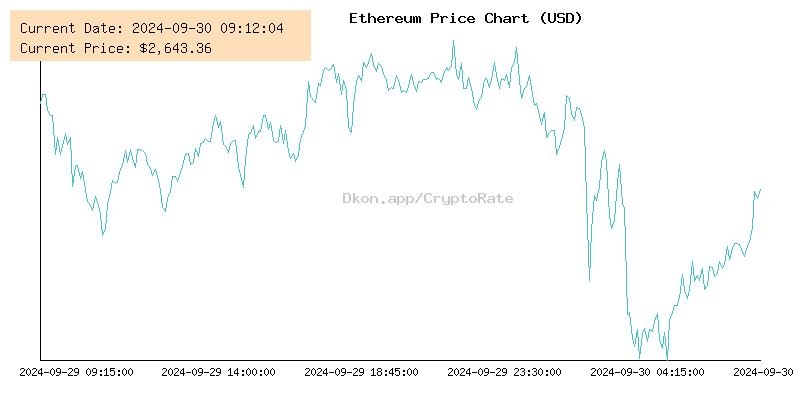 Ethereum Price Chart (USD)
Current Date: 2024-09-30 09:12:04
Current Price: $2,643.36
Dkon.app/CryptoRate
2024-09-29 09:15:00
2024-09-29 14:00:00
2024-09-29 18:45:00
2024-09-29 23:30:00
2024-09-30 04:15:00
2024-09-30